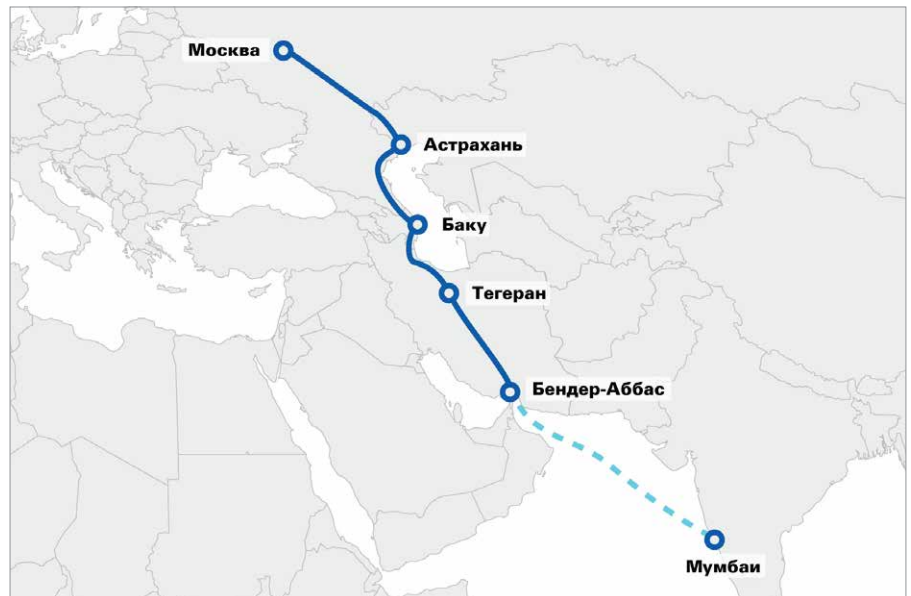 Москва
Астрахань
Баку
Тегеран
Бендер-Аббас
Мумбаи